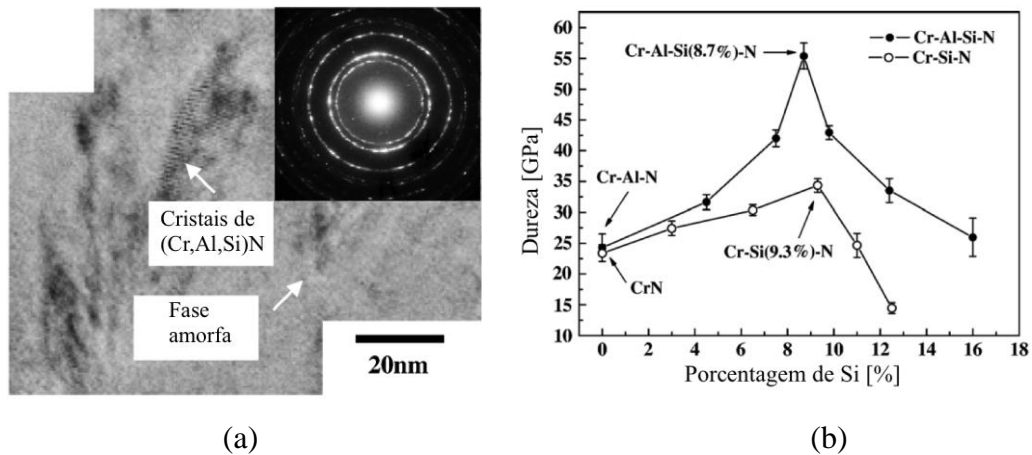 (a)
Cristais de
(Cr,Al,Si)N
Fase
amorfa
20nm
(b)
60
55
50
45
40
35
30
25
20
15
10
Dureza [GPa]
Cr-Al-Si(8.7%)-N
Cr-Al-Si-N
Cr-Si-N
Cr-Al-N
Cr-Si(9.3%)-N
CrN
0 2 4 6 8 10 12 14 16 18
Porcentagem de Si [%]
(a)
(b)